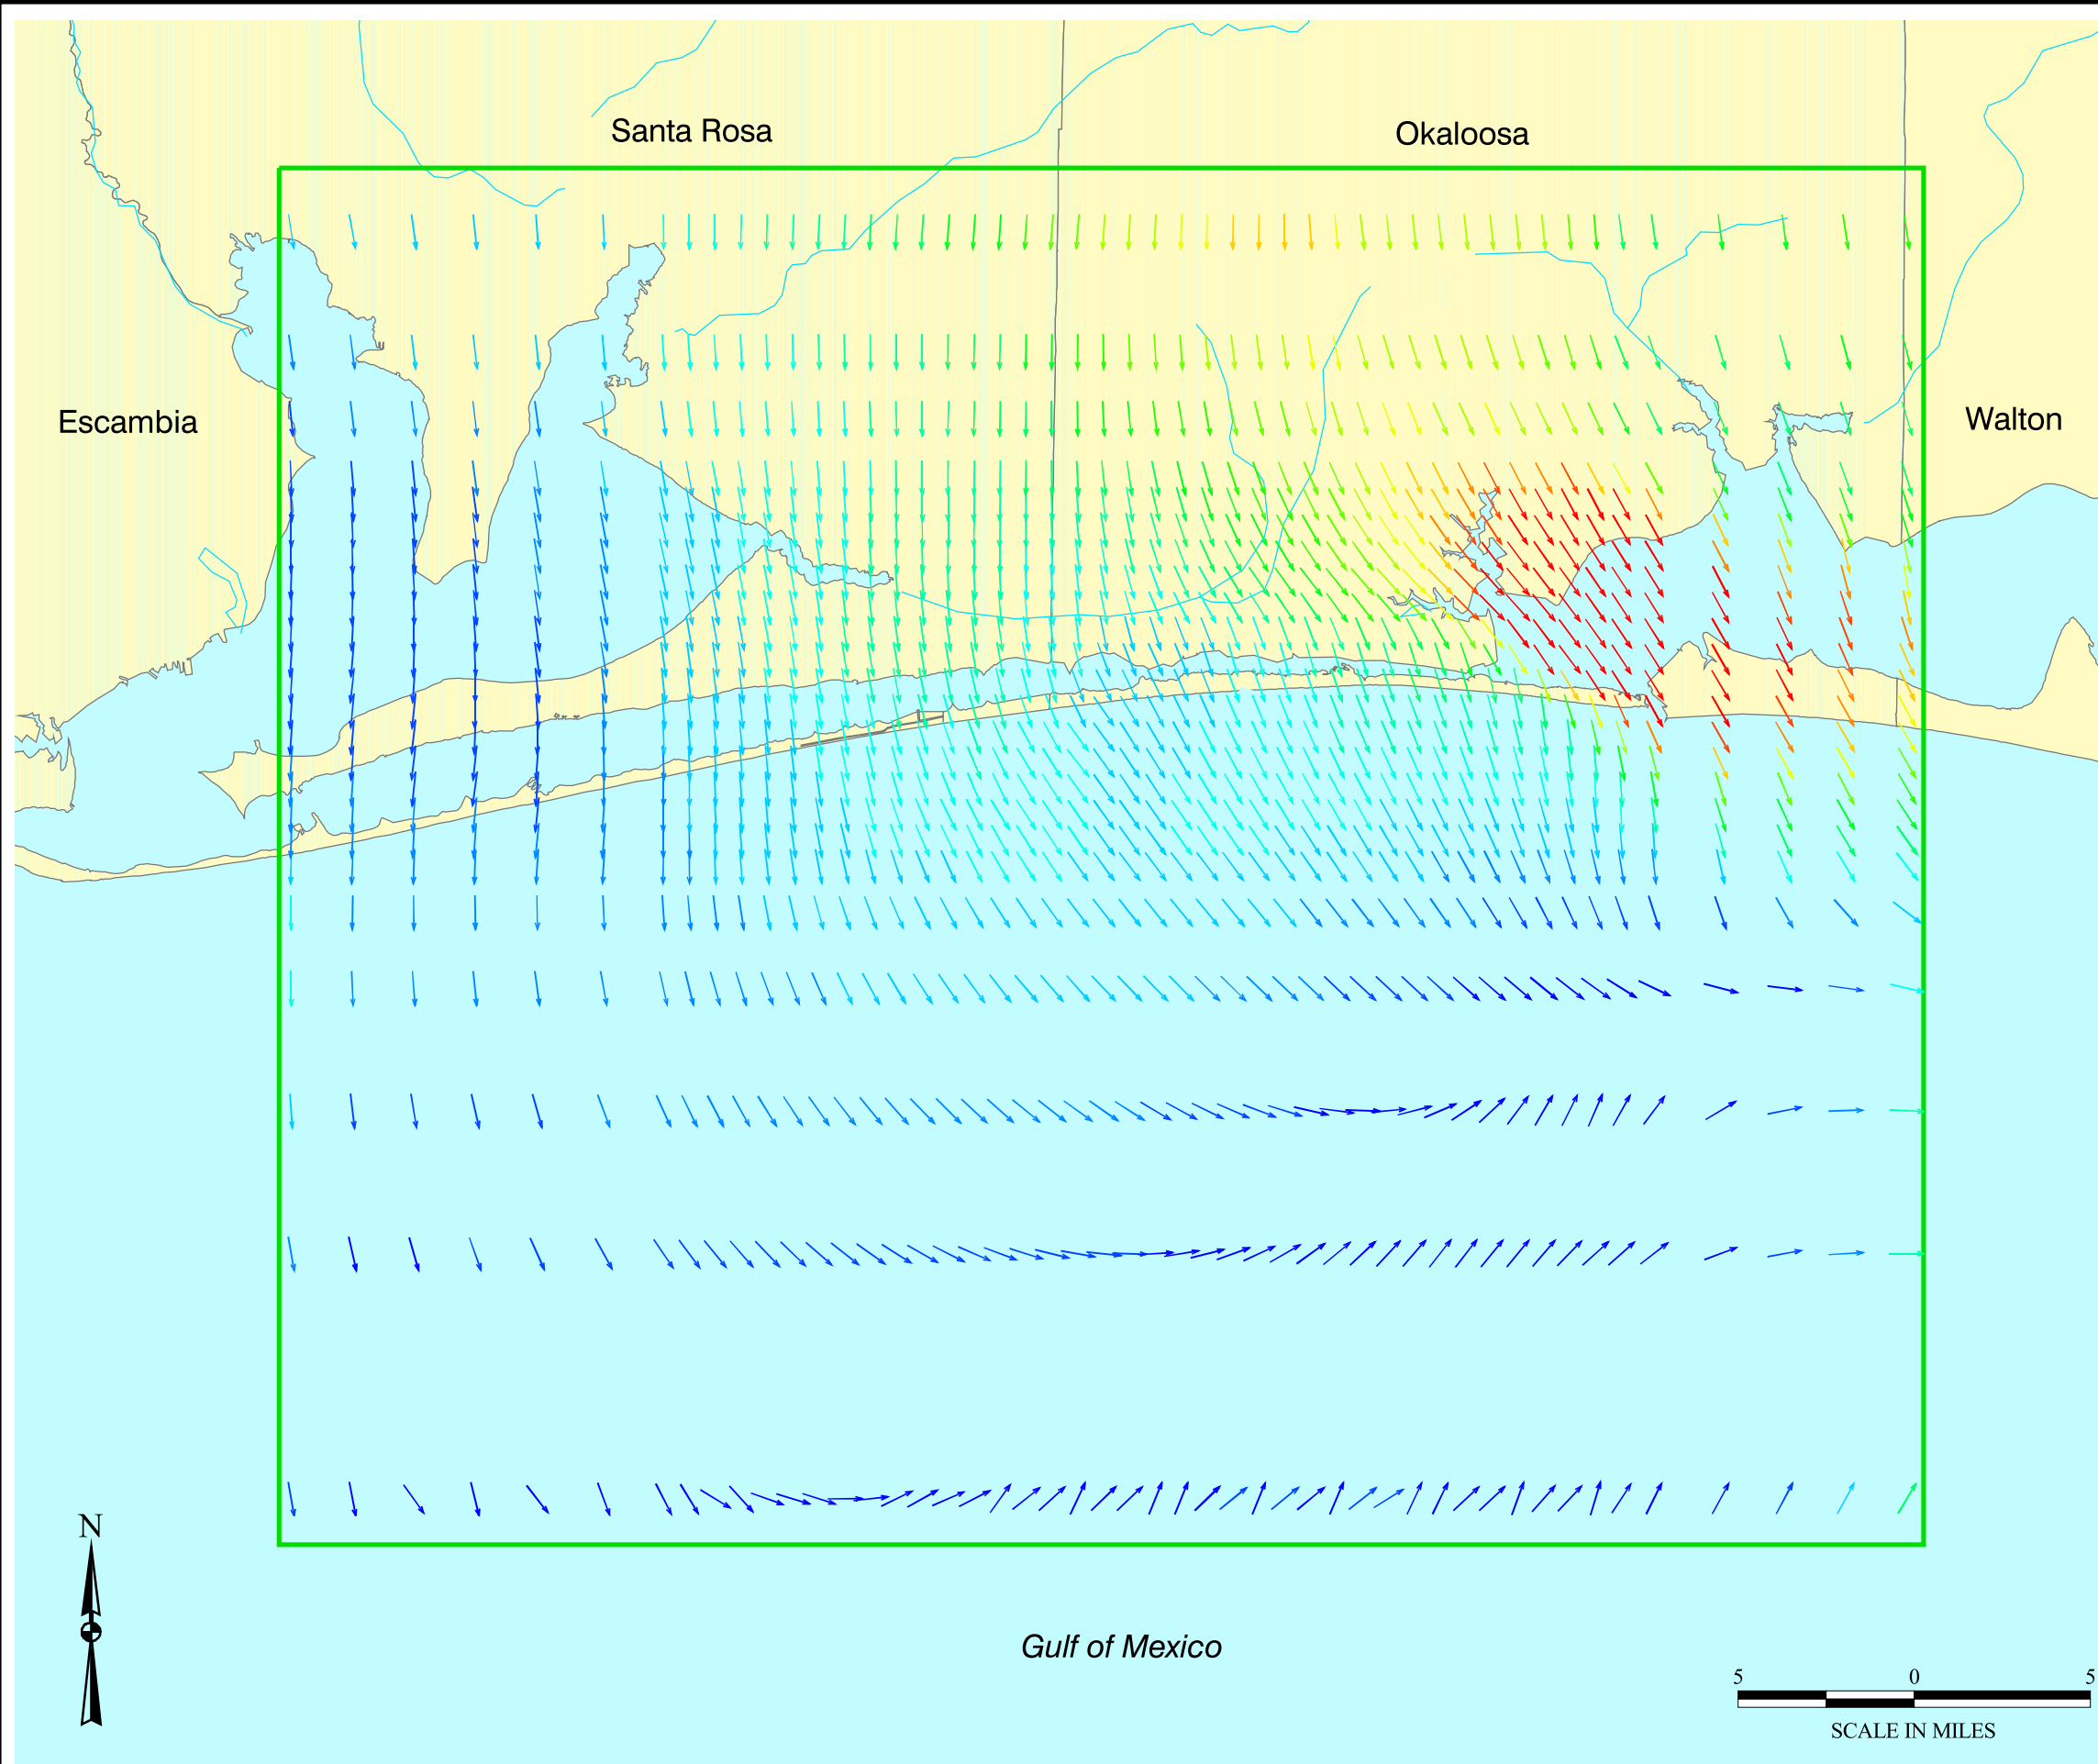 Santa Rosa
Okaloosa
Escambia
Walton
N
Gulf of Mexico
5 0 5
SCALE IN MILES